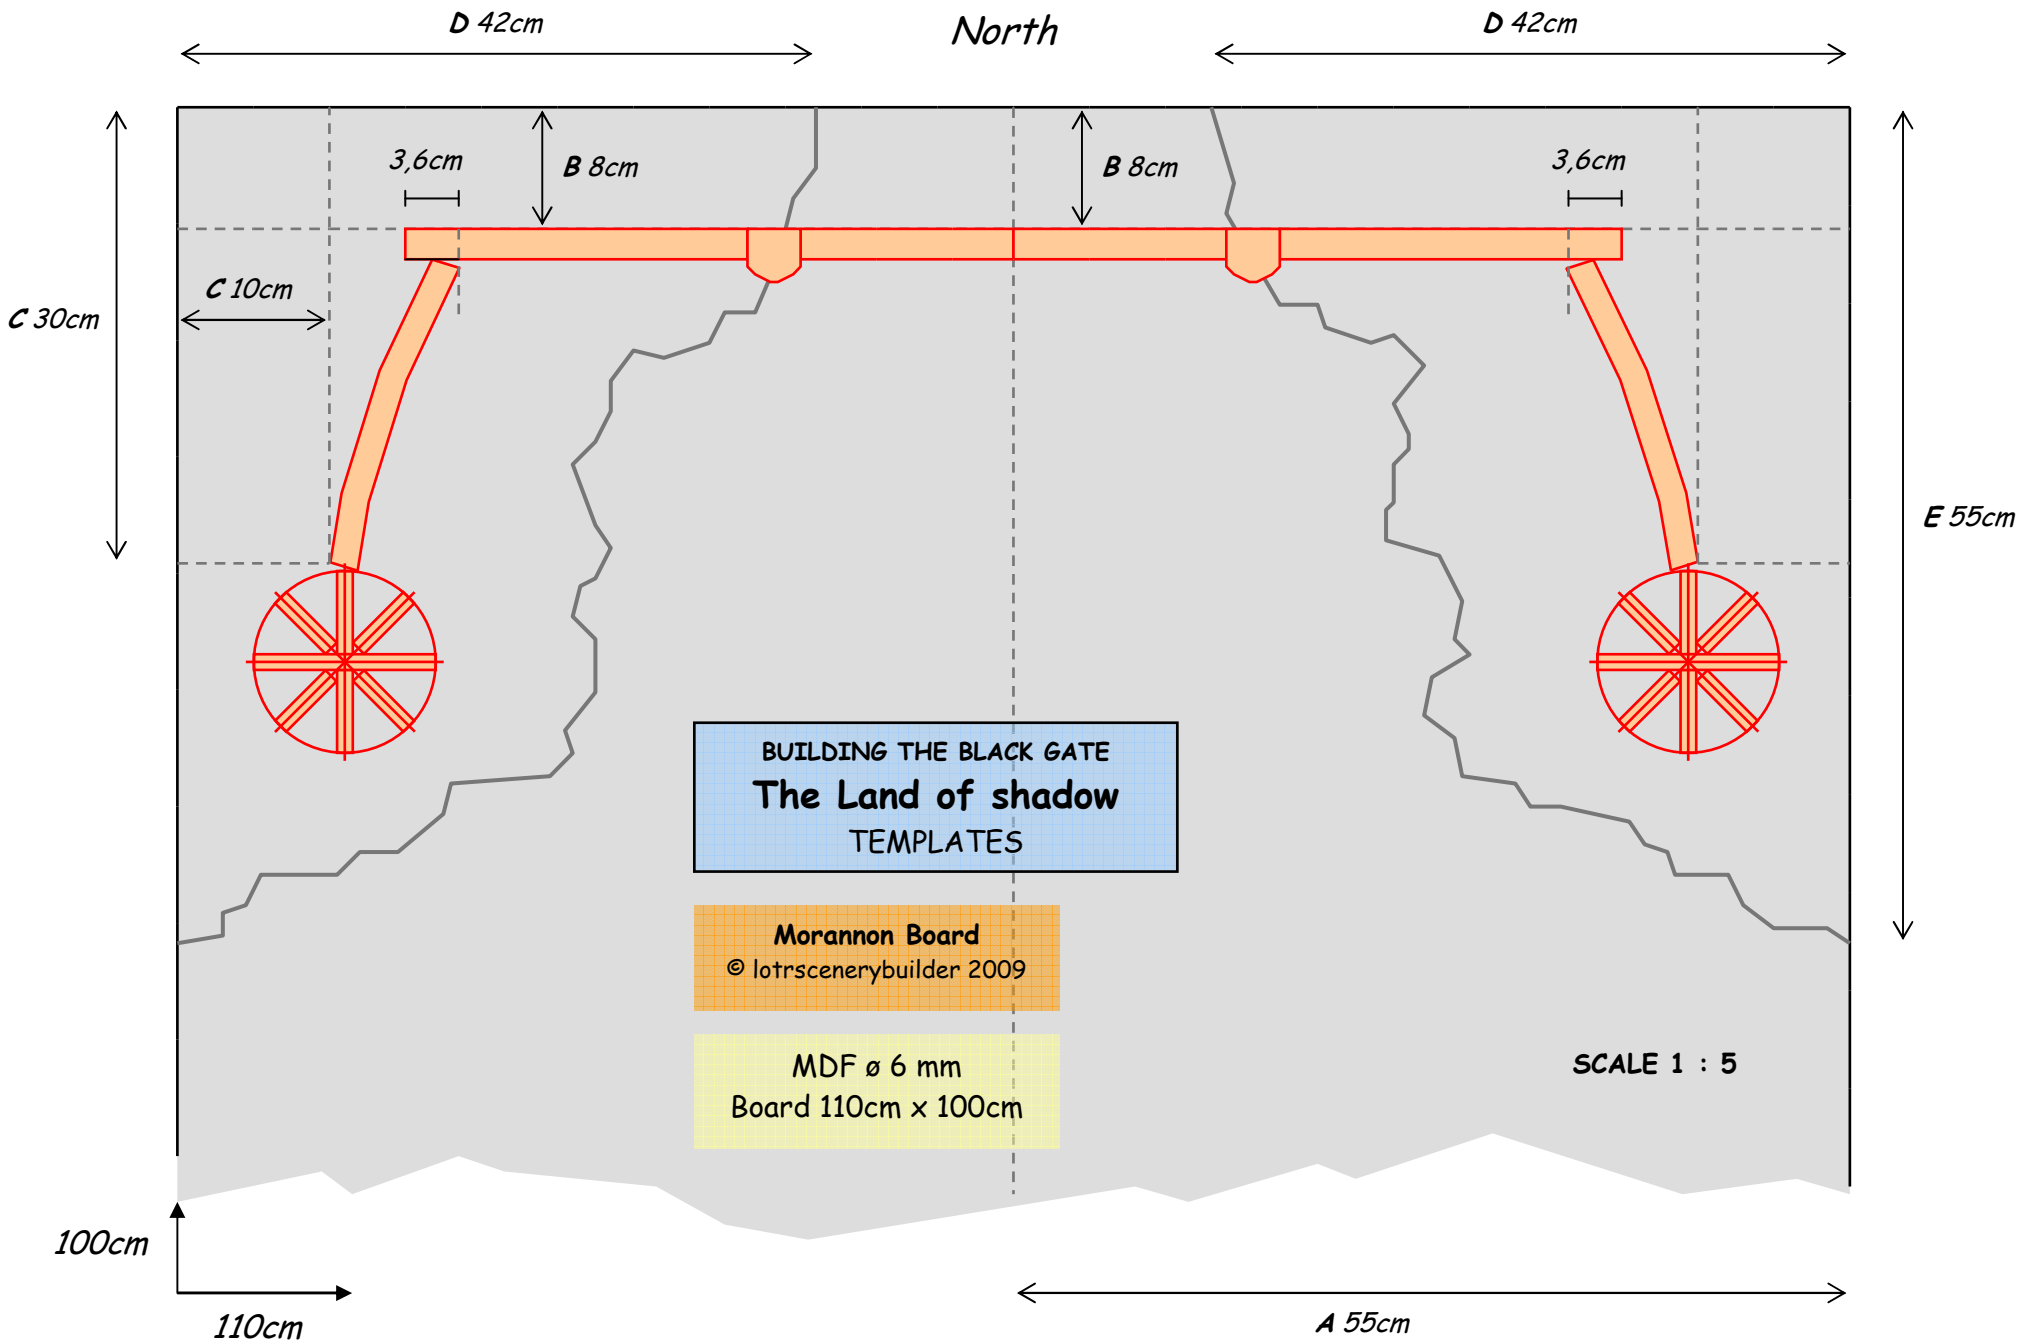 D 42cm
North
D 42cm
3,6cm
B 8cm
B 8cm
3,6cm
C 10cm
C 30cm
E 55cm
BUILDING THE BLACK GATE
The Land of shadow
TEMPLATES
Morannon Board
© lotrscenerybuilder 2009
MDF ø 6 mm
Board 110cm x 100cm
SCALE 1 : 5
100cm
110cm
A 55cm